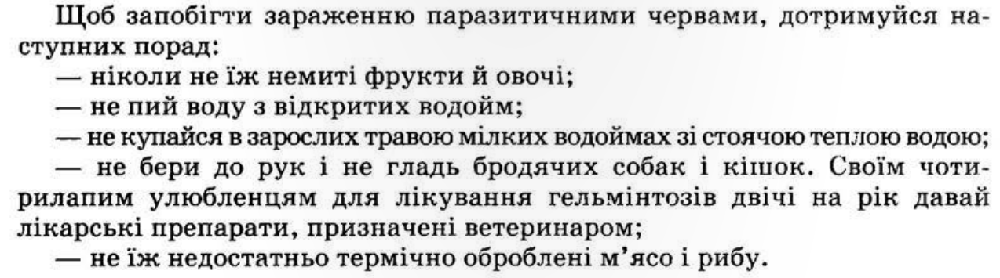 Щоб запобігти зараженню паразитичними червами, дотримуйся на-
ступних порад:
— ніколи не їж немиті фрукти й овочі;
— не пий воду з відкритих водойм;
— не купайся в зарослих травою мілких водоймах зі стоячою теплою водою;
— не бери до рук і не гладь бродячих собак і кішок. Своїм чоти-
рилапим улюбленцям для лікування гельмінтозів двічі на рік давай
лікарські препарати, призначені ветеринаром;
— не їж недостатньо термічно оброблені м’ясо і рибу.